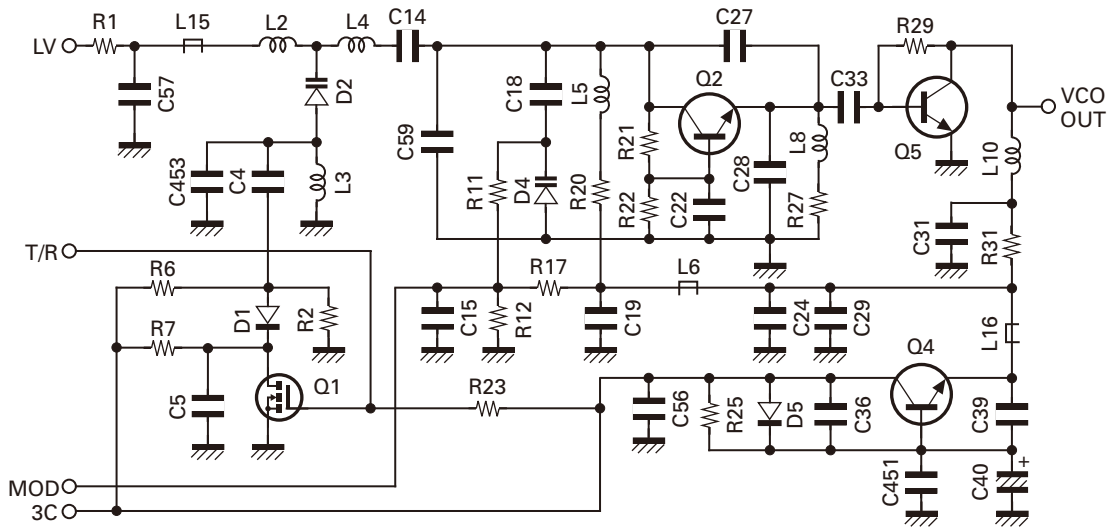 R1
L15
L2
L4
C14
C27
R29
LV
C57
D2
C18
L5
Q2
C33
VCO
OUT
C59
R21
L8
Q5
L10
C453
C4
L3
R11
D4
R20
R22
C22
C28
R27
C31
R31
T/R
R6
R17
L6
D1
R2
C15
R12
C19
C24
C29
L16
R7
Q4
C5
Q1
R23
C56
R25
D5
C36
C39
MOD
C451
C40
+
3C